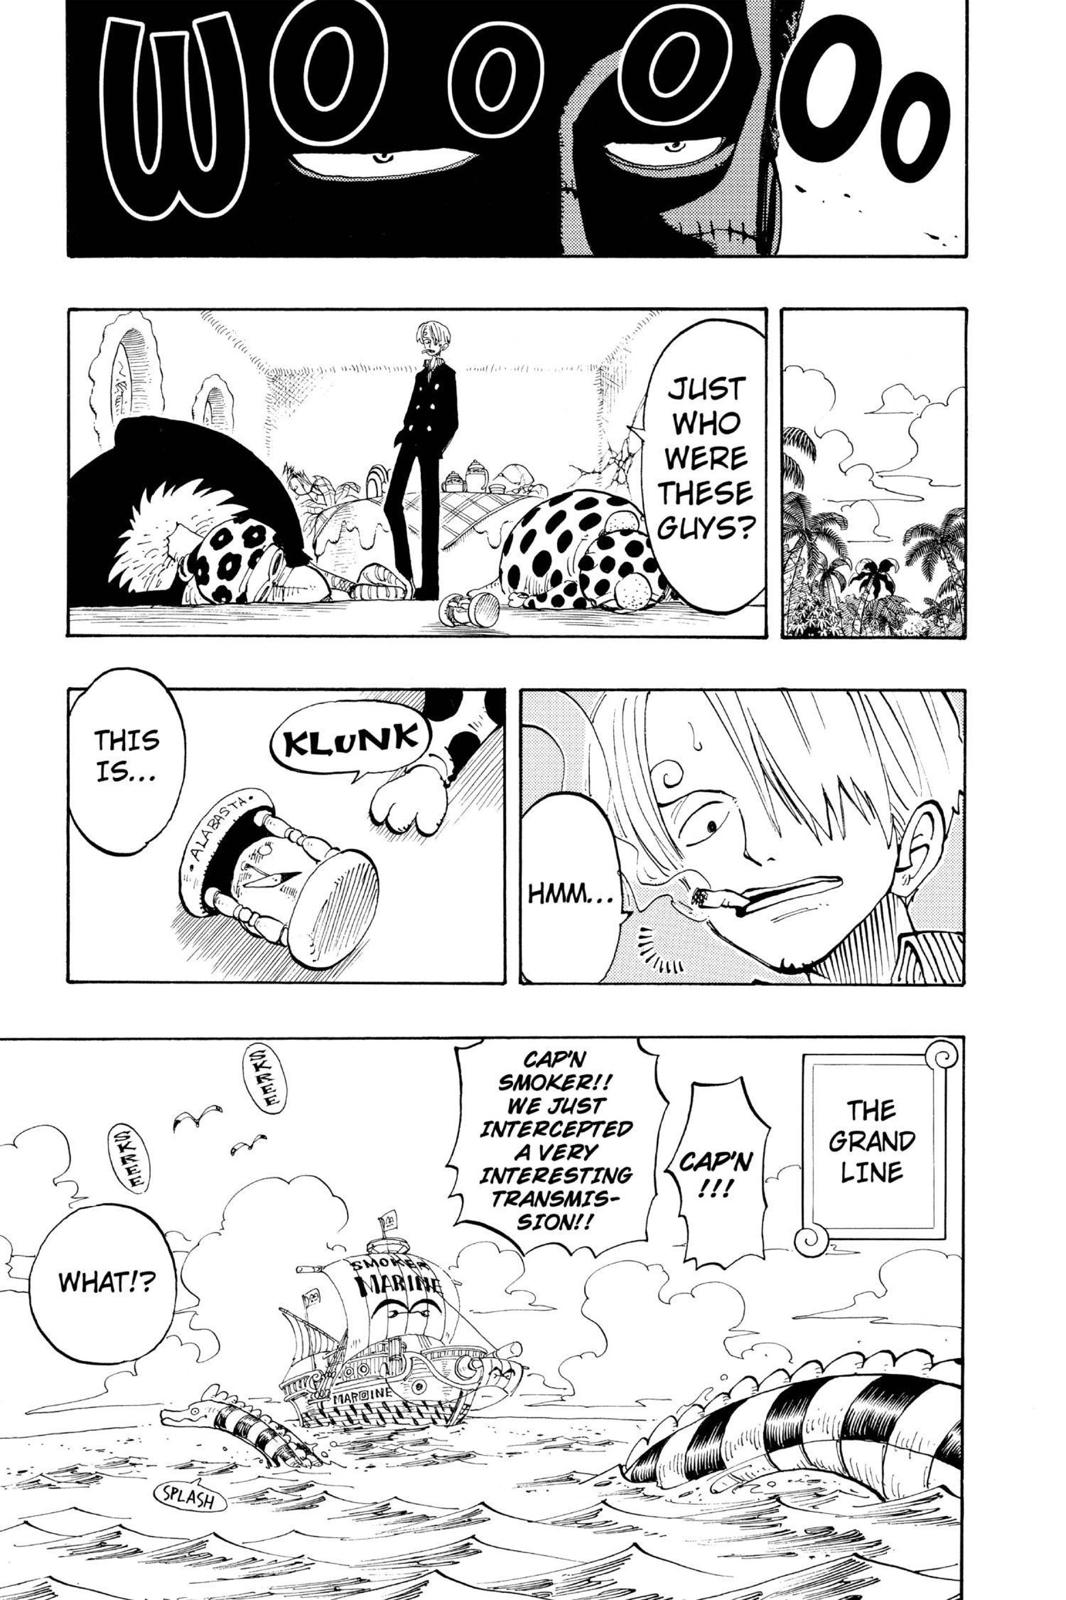 WOOOOO
JUST
WHO
WERE
THESE
GUYS?
HMM...
THIS
IS...
KLUNK
• ALABASTA •
THE
GRAND
LINE
CAP'N
!!!
CAP'N
SMOKER!!
WE JUST
INTERCEPTED
A VERY
INTERESTING
TRANSMIS-
SION!!
SKREE
SKREE
WHAT!?
SMOKER
MARINE
MARINE
SPLASH